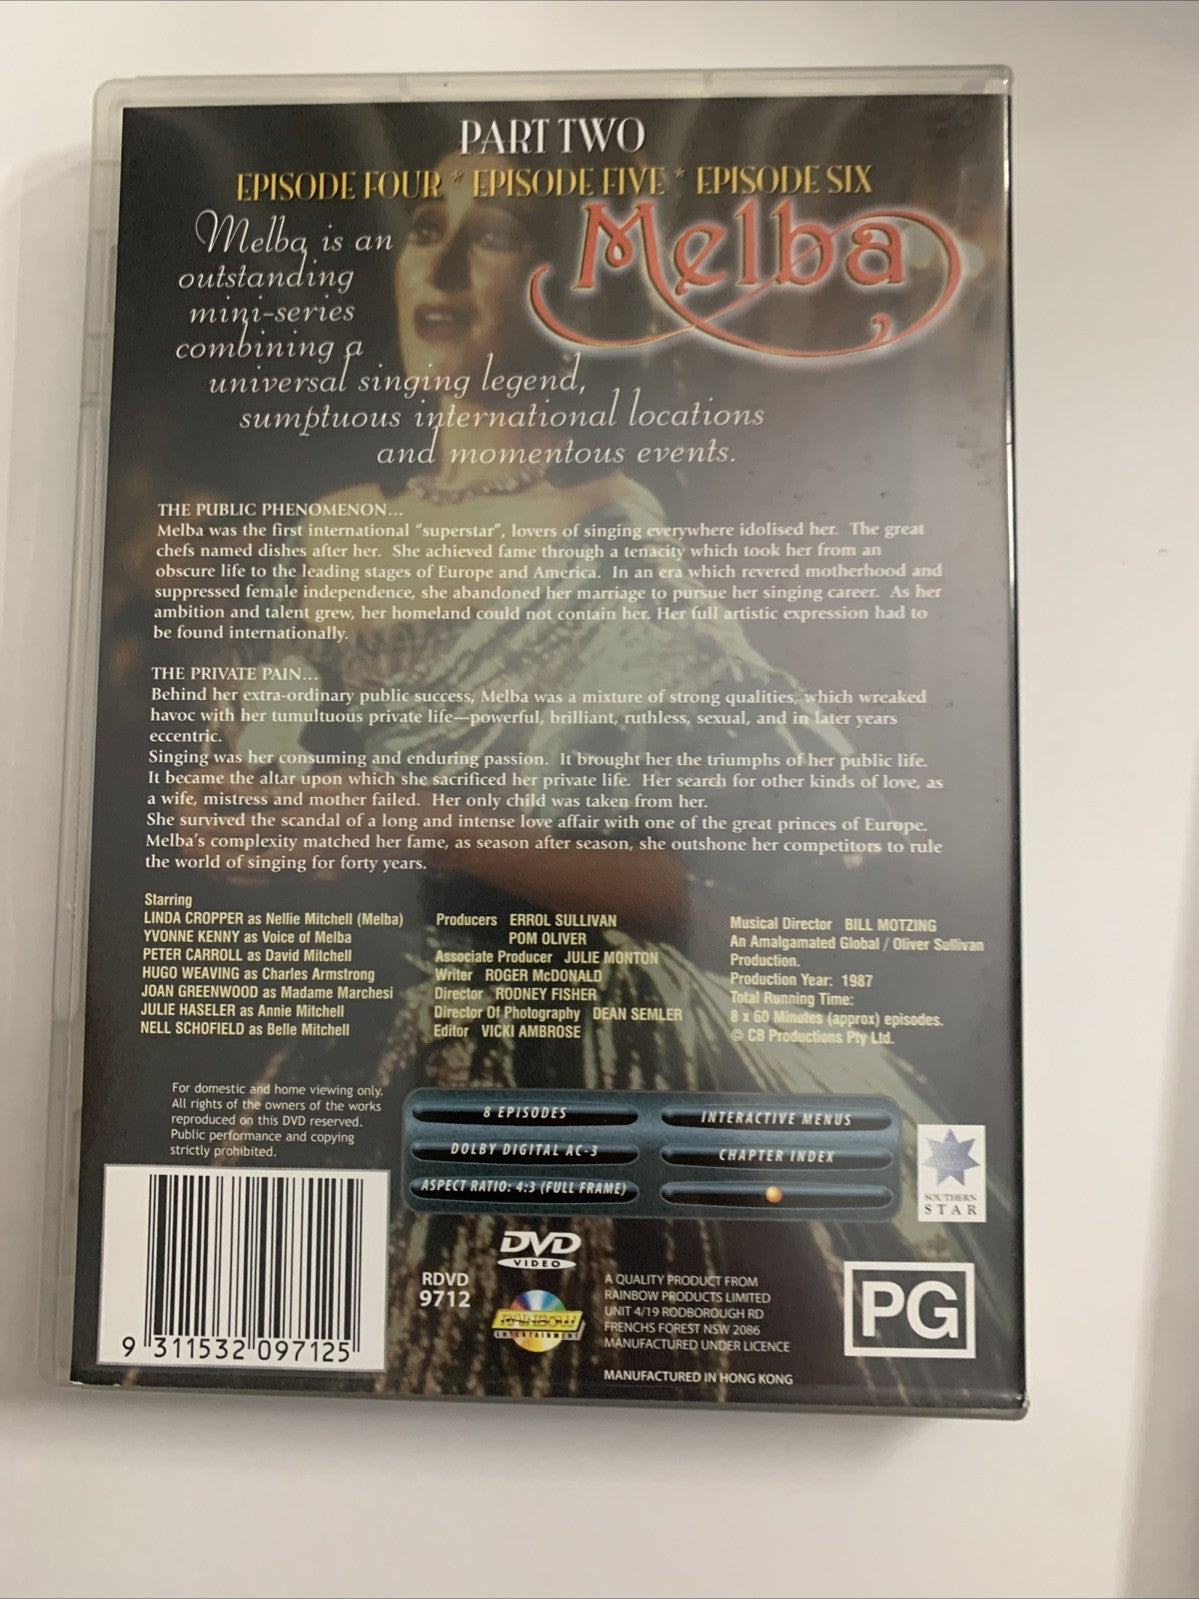 PART TWO
EPISODE FOUR * EPISODE FIVE * EPISODE SIX
Melba
Melba is an
outstanding
mini-series
combining a
universal singing legend,
sumptuous international locations
and momentous events.
THE PUBLIC PHENOMENON...
Melba was the first international "superstar", lovers of singing everywhere idolised her. The great
chefs named dishes after her. She achieved fame through a tenacity which took her from an
obscure life to the leading stages of Europe and America. In an era which revered motherhood and
suppressed female independence, she abandoned her marriage to pursue her singing career. As her
ambition and talent grew, her homeland could not contain her. Her full artistic expression had to
be found internationally.
THE PRIVATE PAIN...
Behind her extra-ordinary public success, Melba was a mixture of strong qualities, which wreaked
havoc with her tumultuous private life—powerful, brilliant, ruthless, sexual, and in later years
eccentric.
Singing was her consuming and enduring passion. It brought her the triumphs of her public life.
It became the altar upon which she sacrificed her private life. Her search for other kinds of love, as
a wife, mistress and mother failed. Her only child was taken from her.
She survived the scandal of a long and intense love affair with one of the great princes of Europe.
Melba's complexity matched her fame, as season after season, she outshone her competitors to rule
the world of singing for forty years.
Starring
LINDA CROPPER as Nellie Mitchell (Melba)
YVONNE KENNY as Voice of Melba
PETER CARROLL as David Mitchell
HUGO WEAVING as Charles Armstrong
JOAN GREENWOOD as Madame Marchesi
JULIE HASELER as Annie Mitchell
NELL SCHOFIELD as Belle Mitchell
Producers ERROL SULLIVAN
POM OLIVER
Associate Producer JULIE MONTON
Writer ROGER McDONALD
Director RODNEY FISHER
Director Of Photography DEAN SEMLER
Editor VICKI AMBROSE
Musical Director BILL MOTZING
An Amalgamated Global / Oliver Sullivan
Production.
Production Year: 1987
Total Running Time:
8 x 60 Minutes (approx) episodes.
© CB Productions Pty Ltd.
For domestic and home viewing only.
All rights of the owners of the works
reproduced on this DVD reserved.
Public performance and copying
strictly prohibited.
8 EPISODES
DOLBY DIGITAL AC-3
ASPECT RATIO: 4:3 (FULL FRAME)
INTERACTIVE MENUS
CHAPTER INDEX
SOUTHERN
STAR
9 311532 097125
RDVD
9712
DVD
VIDEO
RAINBOW
ENTERTAINMENT
A QUALITY PRODUCT FROM
RAINBOW PRODUCTS LIMITED
UNIT 4/19 RODBOROUGH RD
FRENCHS FOREST NSW 2086
MANUFACTURED UNDER LICENCE
MANUFACTURED IN HONG KONG
PG